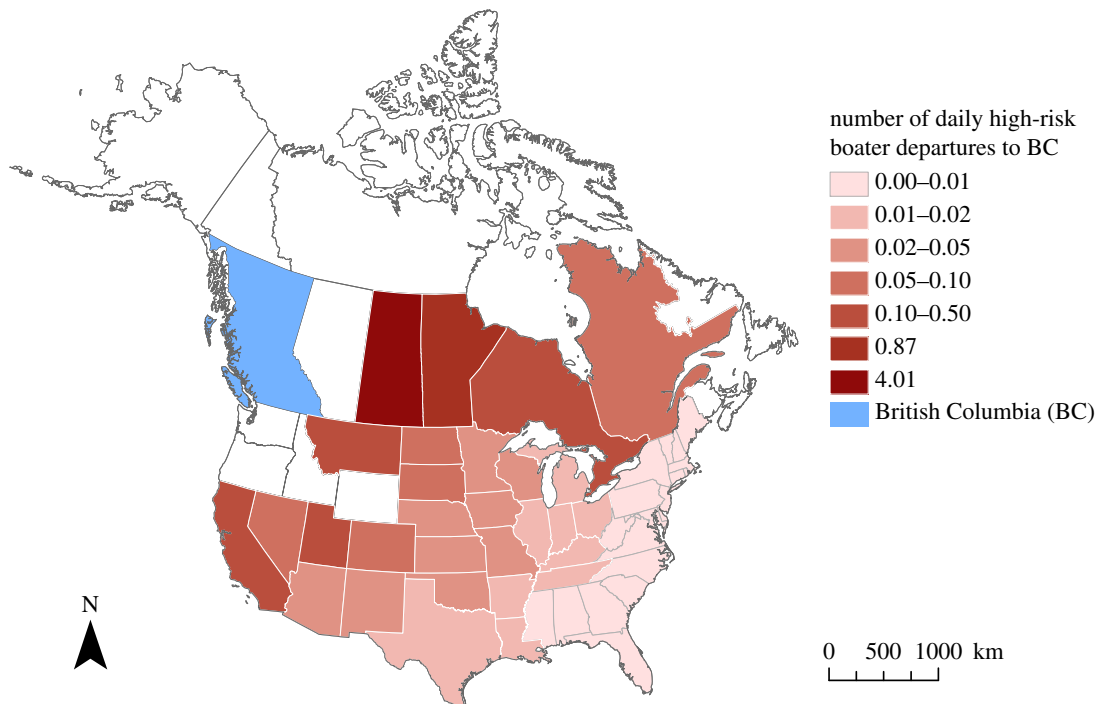 number of daily high-risk
boater departures to BC
0.00–0.01
0.01–0.02
0.02–0.05
0.05–0.10
0.10–0.50
0.87
4.01
British Columbia (BC)
N
0 500 1000 km